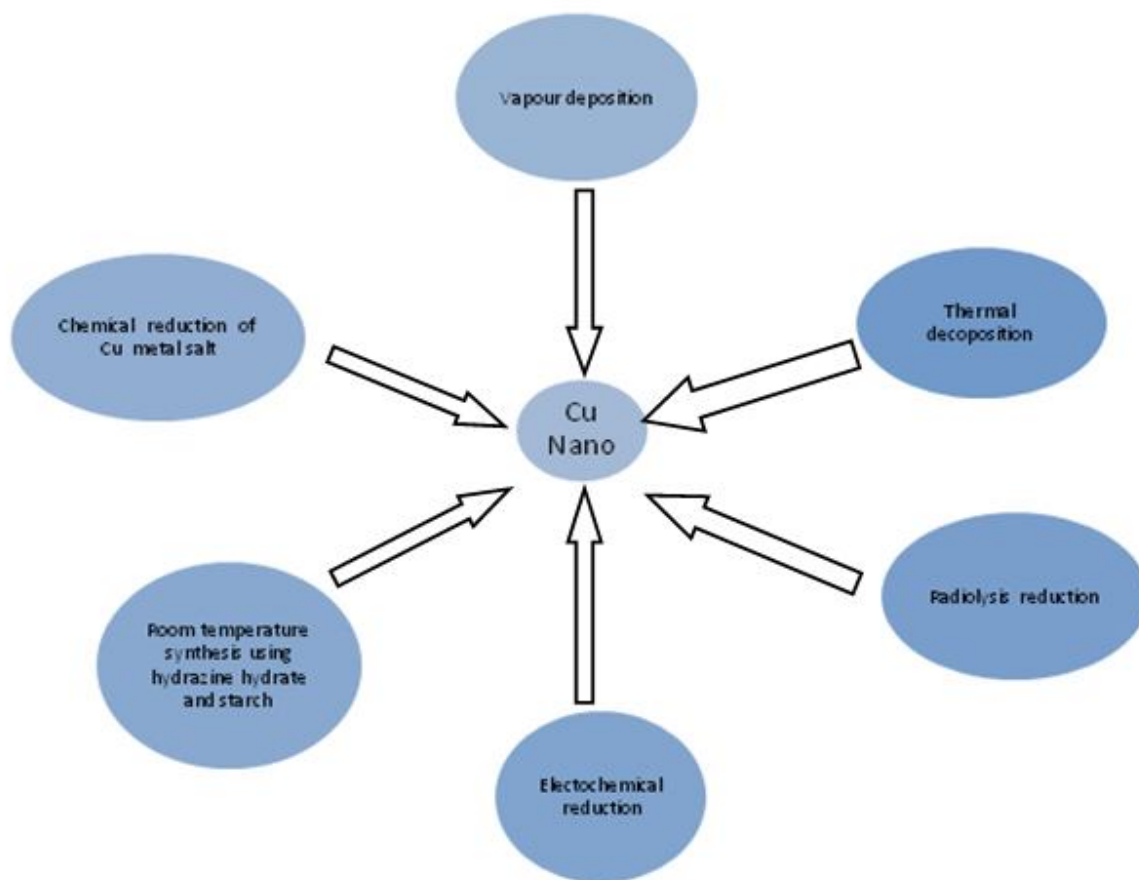 Vapour deposition
Thermal
decoposition
Chemical reduction of
Cu metal salt
Cu
Nano
Radiolysis reduction
Room temperature
synthesis using
hydrazine hydrate
and starch
Electochemical
reduction